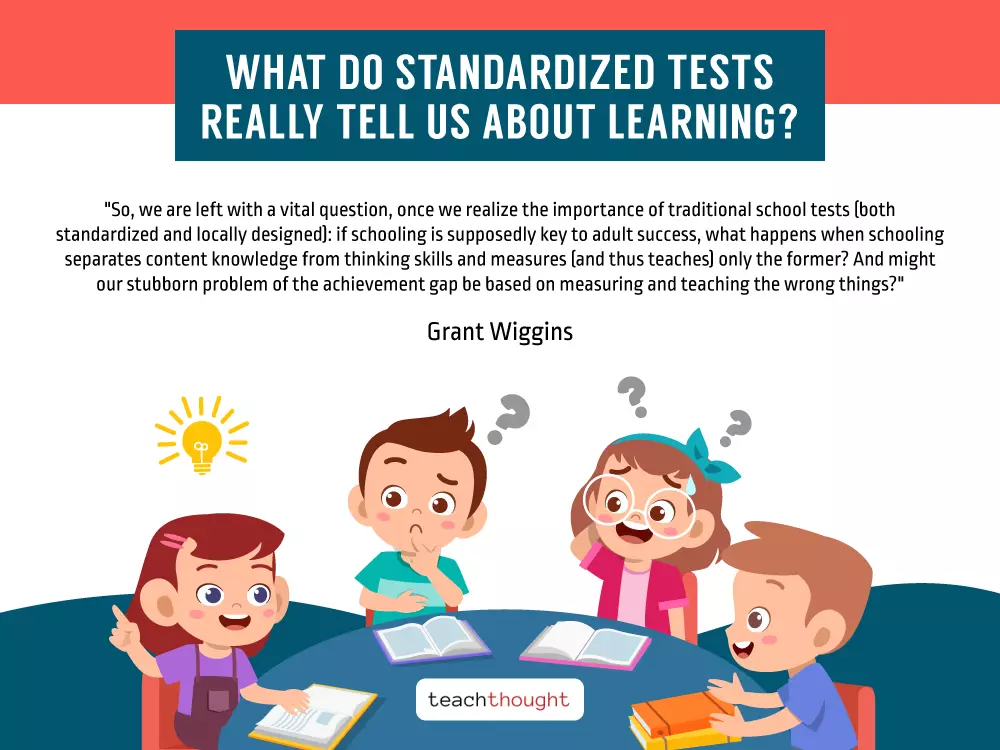 WHAT DO STANDARDIZED TESTS
REALLY TELL US ABOUT LEARNING?
"So, we are left with a vital question, once we realize the importance of traditional school tests (both
standardized and locally designed): if schooling is supposedly key to adult success, what happens when schooling
separates content knowledge from thinking skills and measures (and thus teaches) only the former? And might
our stubborn problem of the achievement gap be based on measuring and teaching the wrong things?"
Grant Wiggins
?
?
?
teachthought